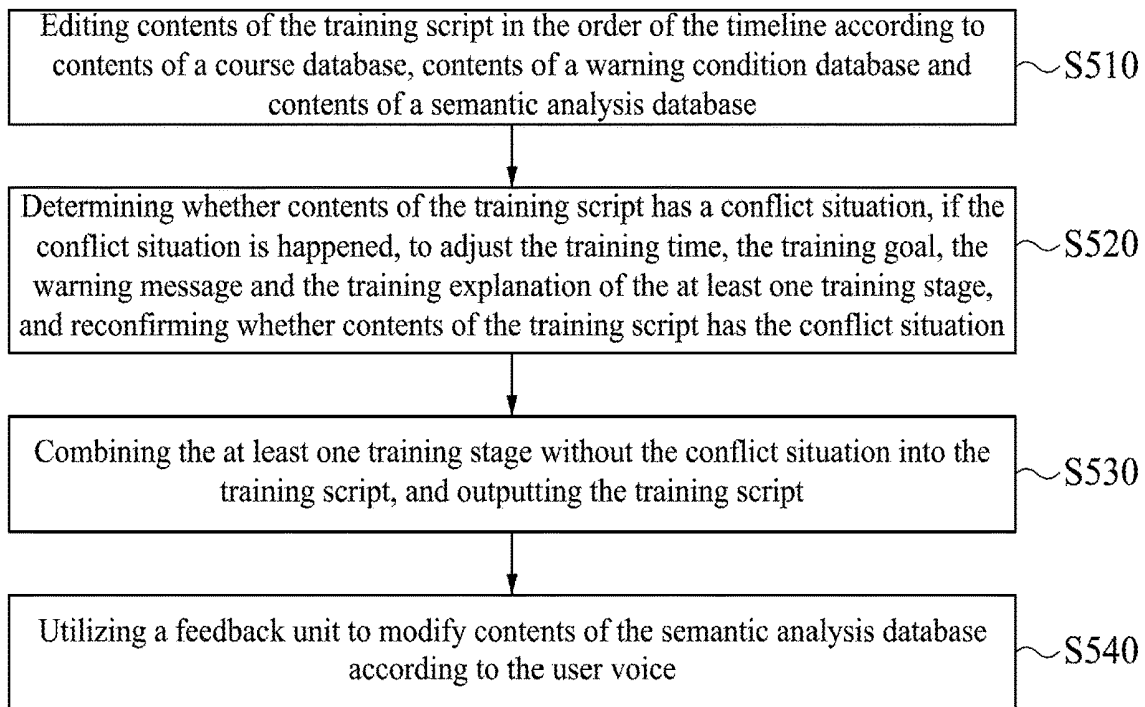 Editing contents of the training script in the order of the timeline according to
contents of a course database, contents of a warning condition database and
contents of a semantic analysis database
S510
Determining whether contents of the training script has a conflict situation, if the
conflict situation is happened, to adjust the training time, the training goal, the
warning message and the training explanation of the at least one training stage,
and reconfirming whether contents of the training script has the conflict situation
S520
Combining the at least one training stage without the conflict situation into the
training script, and outputting the training script
S530
Utilizing a feedback unit to modify contents of the semantic analysis database
according to the user voice
S540